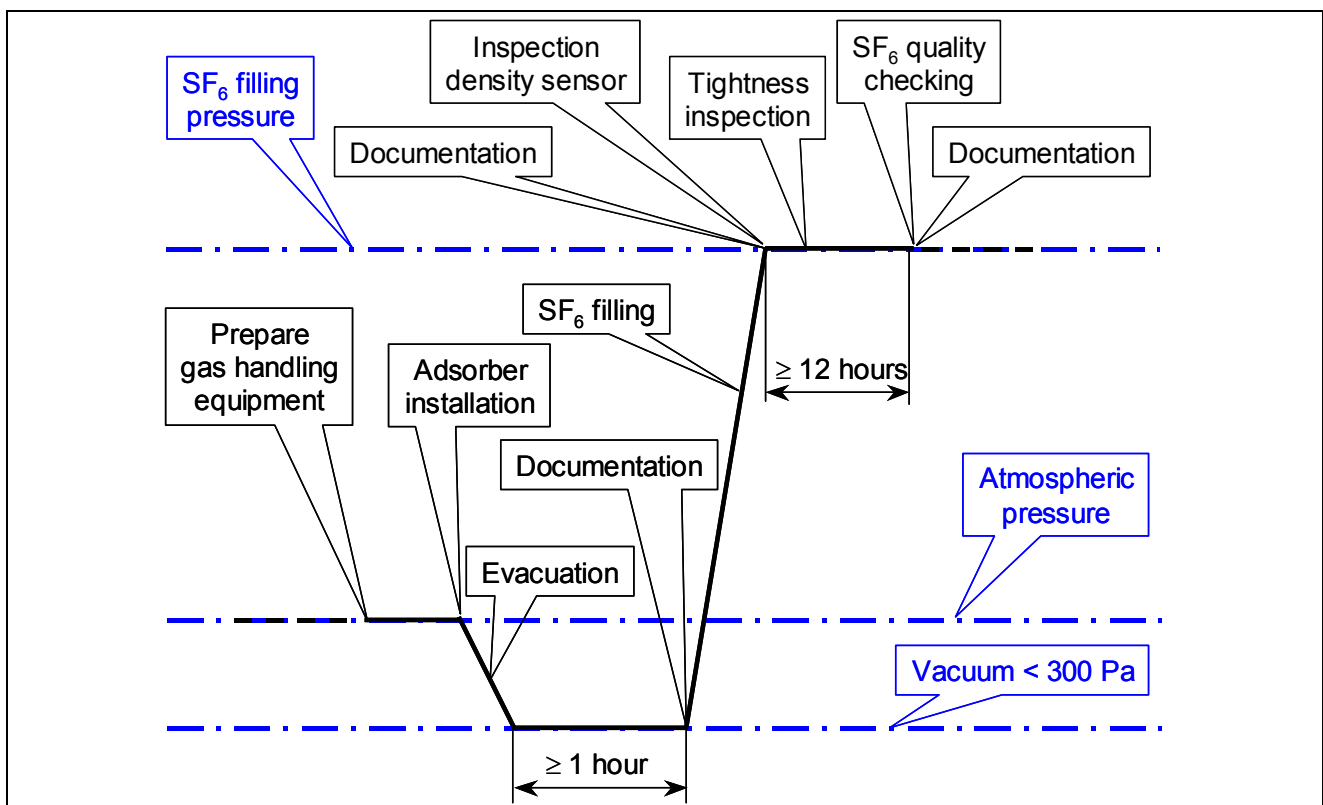 Inspection
density sensor
SF₆ quality
checking
SF₆ filling
pressure
Tightness
inspection
Documentation
Documentation
SF₆ filling
Prepare
gas handling
equipment
Adsorber
installation
≥ 12 hours
Documentation
Atmospheric
pressure
Evacuation
Vacuum < 300 Pa
≥ 1 hour